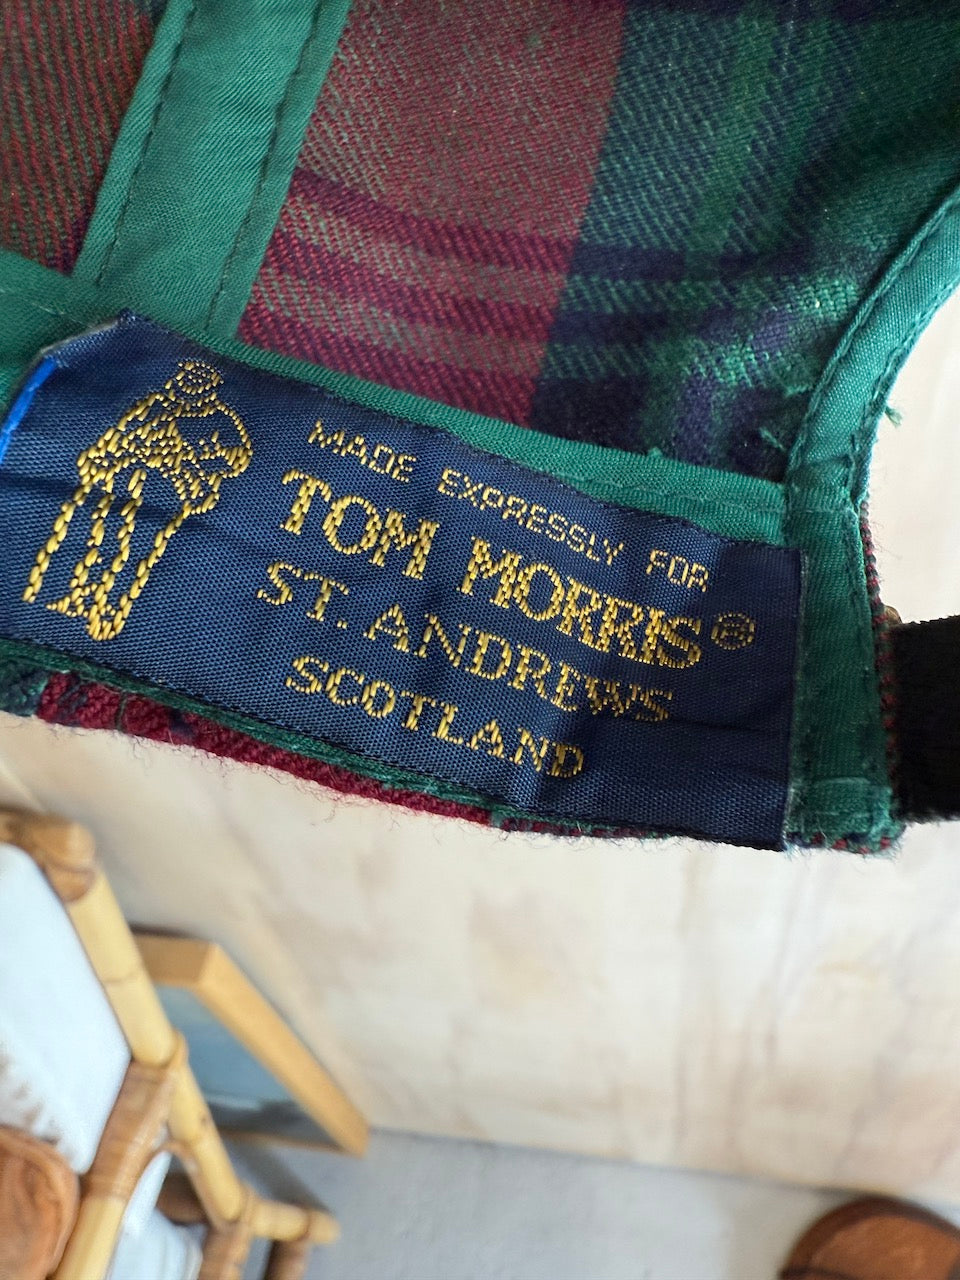 MADE EXPRESSLY FOR
TOM MORRIS ®
ST. ANDREWS
SCOTLAND